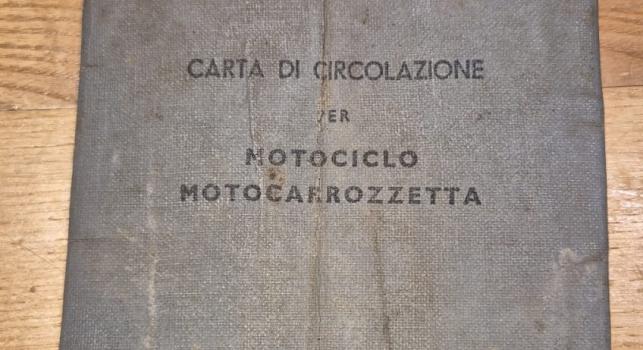 CARTA DI CIRCOLAZIONE
PER
MOTOCICLO
MOTOCARROZZETTA